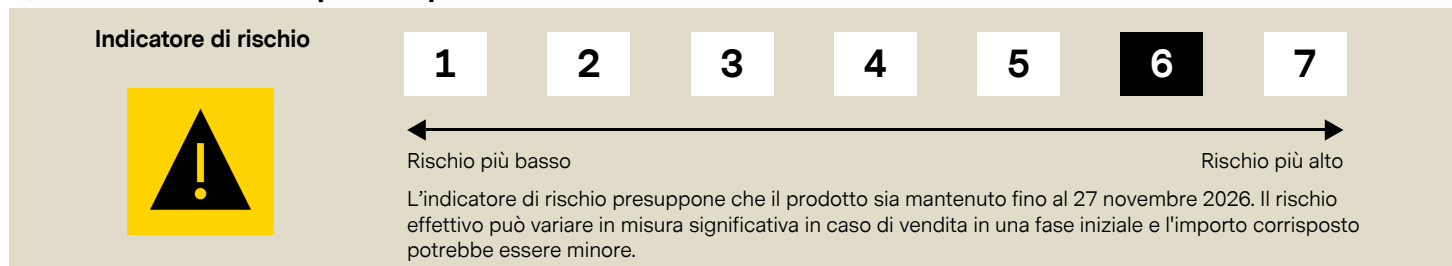 Indicatore di rischio
1 2 3 4 5 6 7
Rischio più basso
Rischio più alto
L'indicatore di rischio presuppone che il prodotto sia mantenuto fino al 27 novembre 2026. Il rischio
effettivo può variare in misura significativa in caso di vendita in una fase iniziale e l'importo corrisposto
potrebbe essere minore.